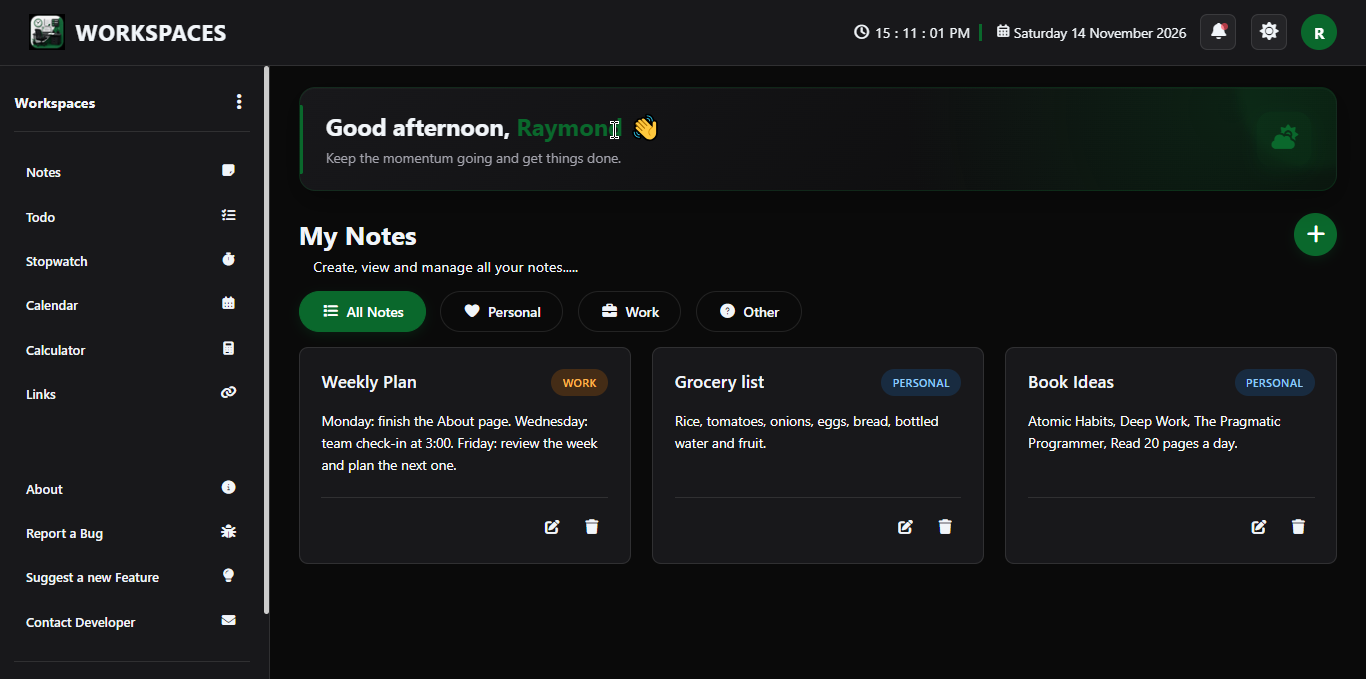 WORKSPACES
15 : 11 : 01 PM
Saturday 14 November 2026
R
Workspaces
Notes
Todo
Stopwatch
Calendar
Calculator
Links
About
Report a Bug
Suggest a new Feature
Contact Developer
Good afternoon, Raymond 👋
Keep the momentum going and get things done.
My Notes
Create, view and manage all your notes.....
All Notes
Personal
Work
Other
Weekly Plan
WORK
Monday: finish the About page. Wednesday:
team check-in at 3:00. Friday: review the week
and plan the next one.
Grocery list
PERSONAL
Rice, tomatoes, onions, eggs, bread, bottled
water and fruit.
Book Ideas
PERSONAL
Atomic Habits, Deep Work, The Pragmatic
Programmer, Read 20 pages a day.